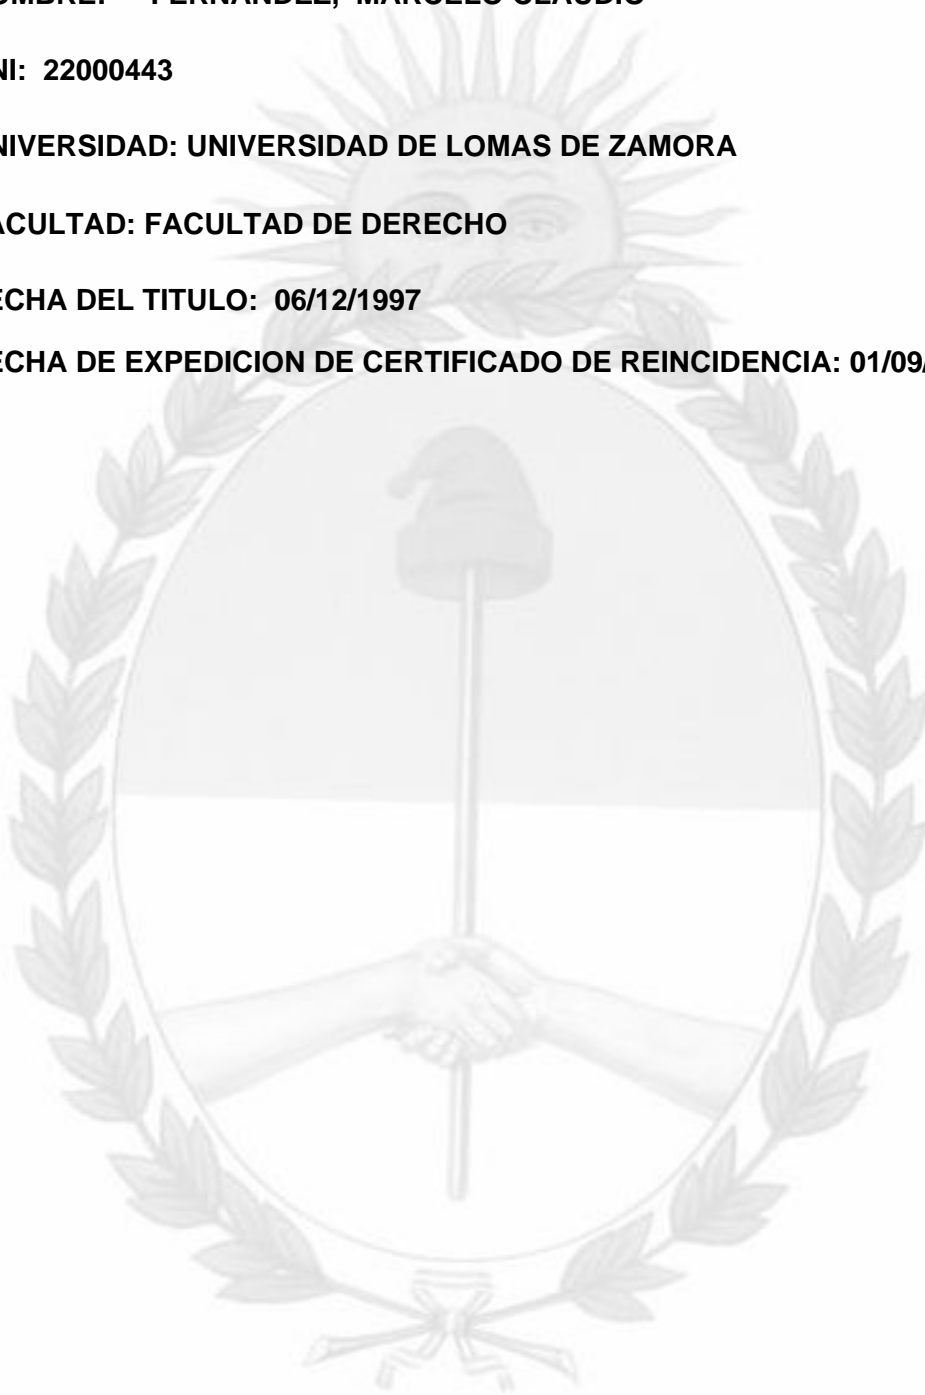 OMBRE: FERNANDEZ, MARCELO CLAUDIO
NI: 22000443
NIVERSIDAD: UNIVERSIDAD DE LOMAS DE ZAMORA
ACULTAD: FACULTAD DE DERECHO
ECHA DEL TITULO: 06/12/1997
ECHA DE EXPEDICION DE CERTIFICADO DE REINCIDENCIA: 01/09/